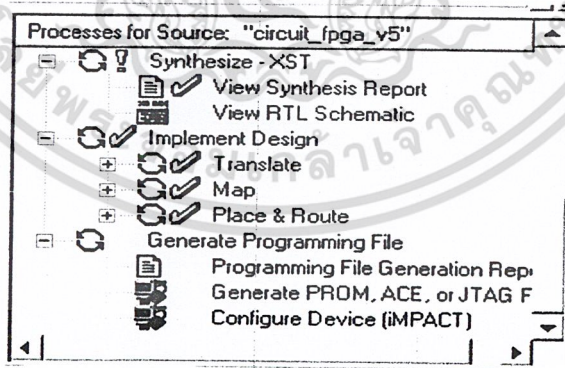 Processes for Source: "circuit_fpga_v5"
Synthesize - XST
View Synthesis Report
View RTL Schematic
Implement Design
Translate
Map
Place & Route
Generate Programming File
Programming File Generation Rep
Generate PROM, ACE, or JTAG F
Configure Device (iMPACT)